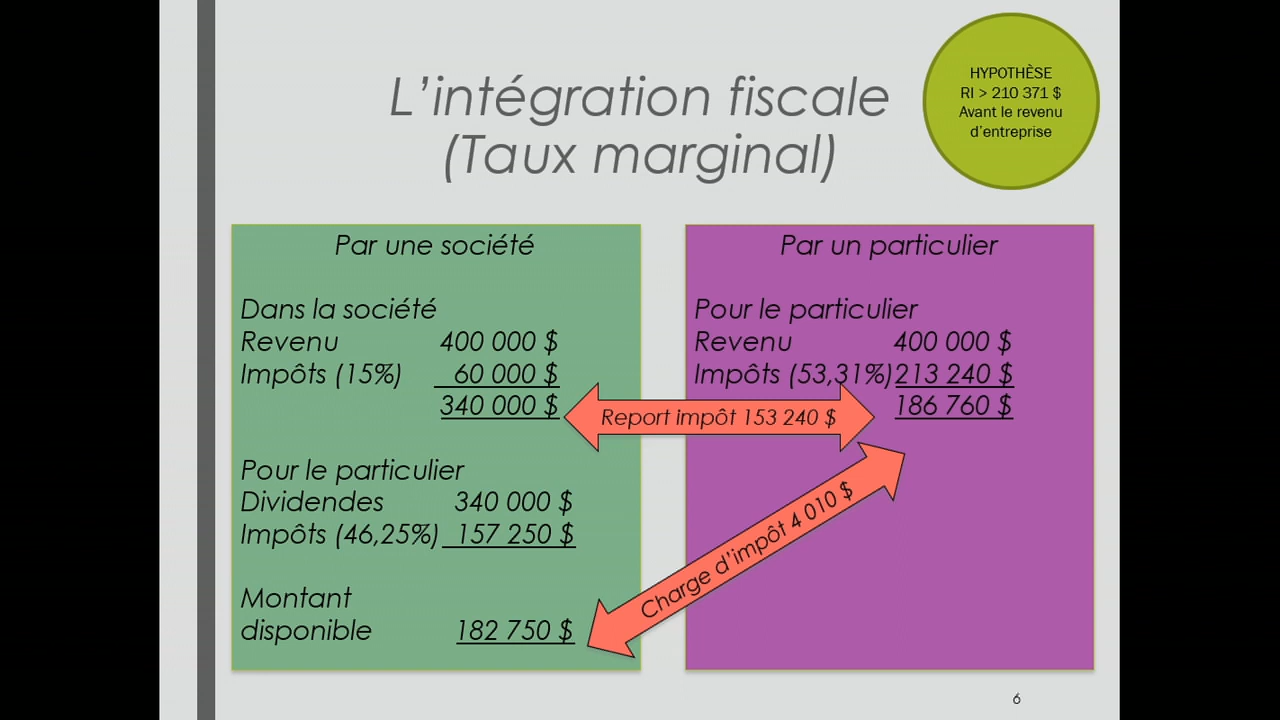 L'intégration fiscale
(Taux marginal)
HYPOTHÈSE
RI > 210 371 $
Avant le revenu
d'entreprise
Par une société
Dans la société
Revenu 400 000 $
Impôts (15%) 60 000 $
340 000 $
Pour le particulier
Dividendes 340 000 $
Impôts (46,25%) 157 250 $
Montant
disponible 182 750 $
Par un particulier
Pour le particulier
Revenu 400 000 $
Impôts (53,31%) 213 240 $
186 760 $
Report impôt 153 240 $
Charge d'impôt 4 010 $
6